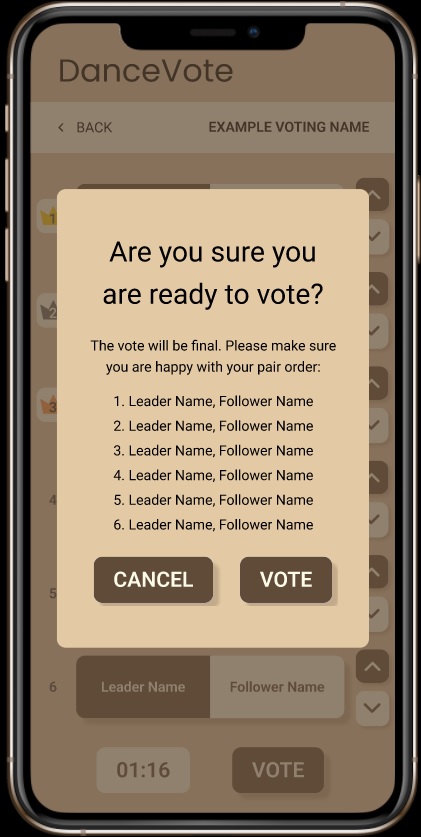 DanceVote
BACK EXAMPLE VOTING NAME
1
2
3
4
5
Are you sure you
are ready to vote?
The vote will be final. Please make sure
you are happy with your pair order:
1. Leader Name, Follower Name
2. Leader Name, Follower Name
3. Leader Name, Follower Name
4. Leader Name, Follower Name
5. Leader Name, Follower Name
6. Leader Name, Follower Name
CANCEL VOTE
6 Leader Name Follower Name
01:16 VOTE